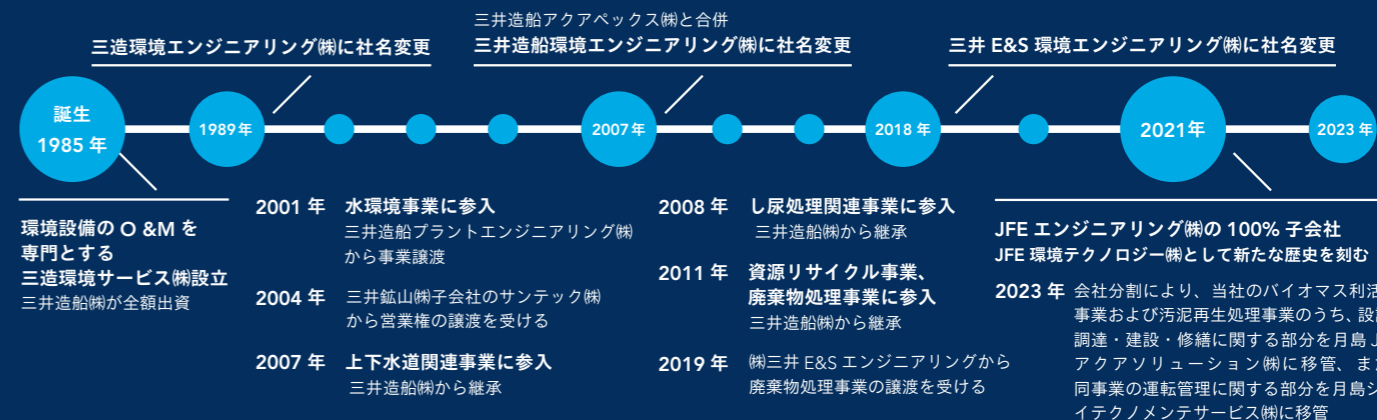 三井造船アクアペックス㈱と合併
三造環境エンジニアリング㈱に社名変更
三井造船環境エンジニアリング㈱に社名変更
三井 E&S 環境エンジニアリング㈱に社名変更
誕生
1985 年
1989 年
2007 年
2018 年
2021年
2023 年
環境設備の O &M を
専門とする
三造環境サービス㈱設立
三井造船㈱が全額出資
2001 年 水環境事業に参入
三井造船プラントエンジニアリング㈱
から事業譲渡
2004 年 三井鉱山㈱子会社のサンテック㈱
から営業権の譲渡を受ける
2007 年 上下水道関連事業に参入
三井造船㈱から継承
2008 年 し尿処理関連事業に参入
三井造船㈱から継承
2011 年 資源リサイクル事業、
廃棄物処理事業に参入
三井造船㈱から継承
2019 年 ㈱三井 E&S エンジニアリングから
廃棄物処理事業の譲渡を受ける
JFE エンジニアリング㈱の 100% 子会社
JFE 環境テクノロジー㈱として新たな歴史を刻む
2023 年 会社分割により、当社のバイオマス利活
事業および汚泥再生処理事業のうち、設
調達・建設・修繕に関する部分を月島 J
アクアソリューション㈱に移管、ま
同事業の運転管理に関する部分を月島ジ
イテクノメンテサービス㈱に移管